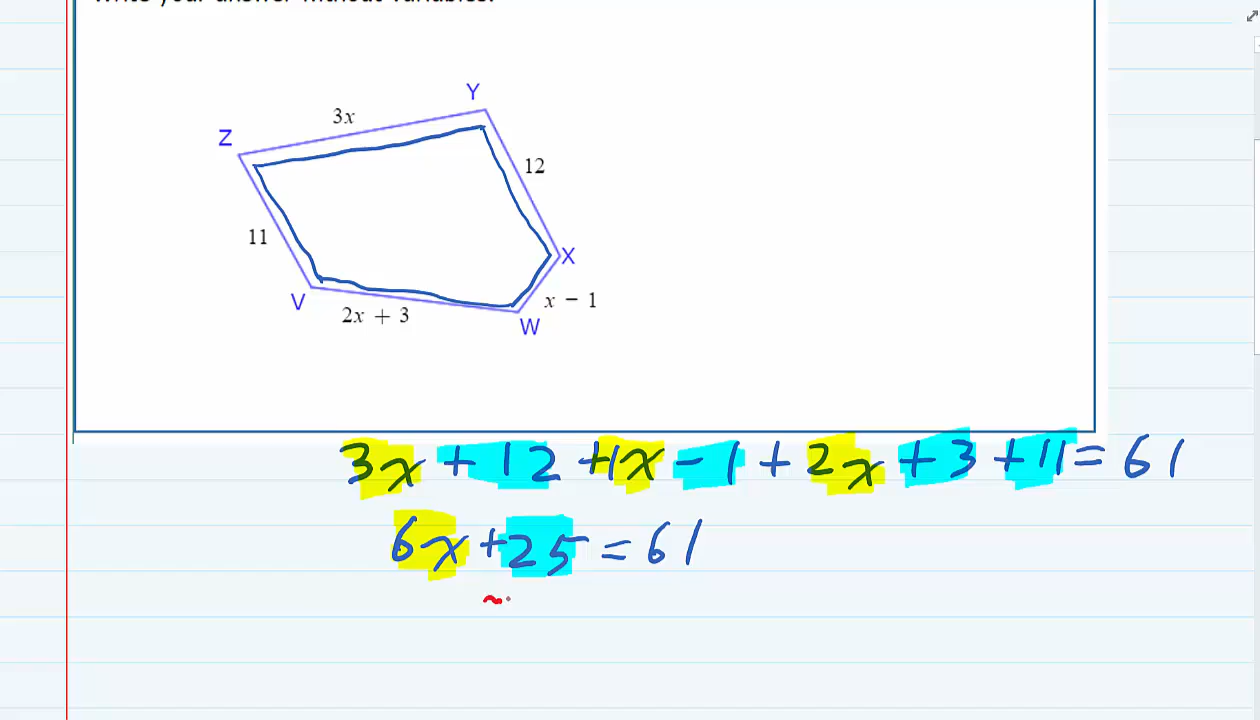 Write your answer without variables.
Y
3x
Z
12
11
X
V
x − 1
2x + 3
W
3x + 12 + 1x - 1 + 2x + 3 + 11 = 61
6x + 25 = 61